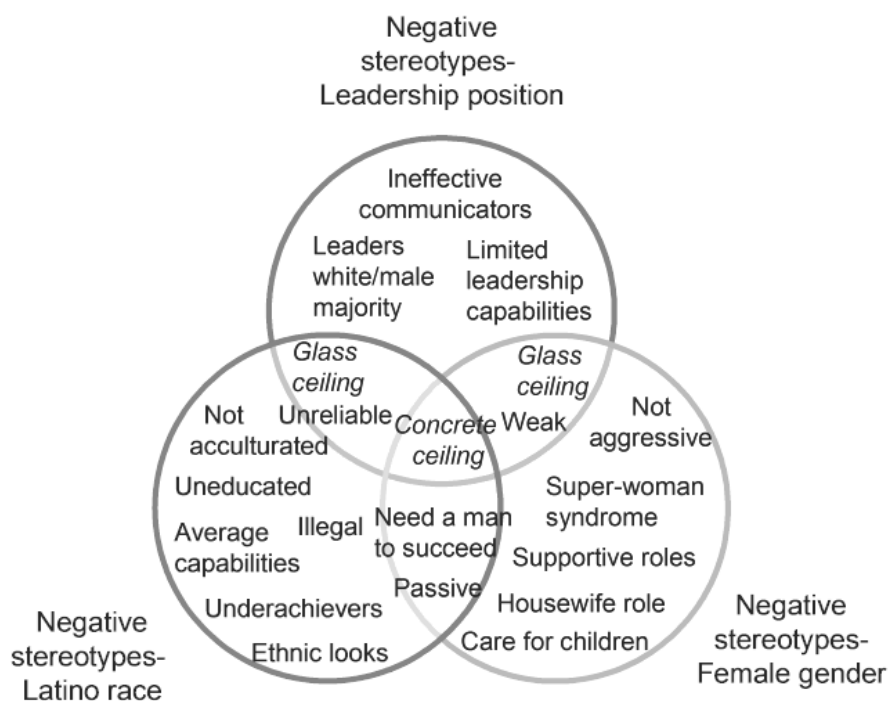 Negative
stereotypes-
Leadership position
Ineffective
communicators
Leaders
white/male
majority
Limited
leadership
capabilities
Glass
ceiling
Glass
ceiling
Not
acculturated
Unreliable
Concrete
ceiling
Weak
Not
aggressive
Uneducated
Super-woman
syndrome
Average
capabilities
Illegal
Need a man
to succeed
Supportive roles
Passive
Underachievers
Housewife role
Ethnic looks
Care for children
Negative
stereotypes-
Latino race
Negative
stereotypes-
Female gender